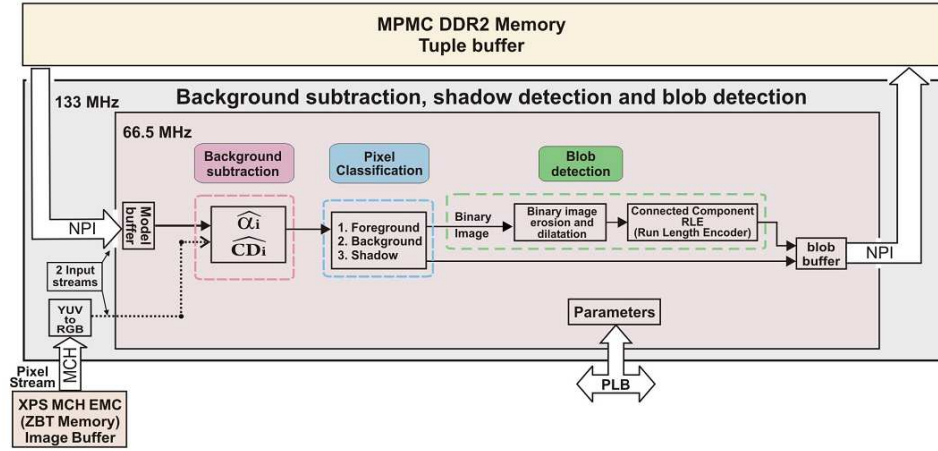 MPMC DDR2 Memory
Tuple buffer
133 MHz
Background subtraction, shadow detection and blob detection
66.5 MHz
Background
subtraction
Pixel
Classification
Blob
detection
NPI
Model
buffer
α̂i
ĈDi
1. Foreground
2. Background
3. Shadow
Binary
Image
Binary image
erosion and
dilatation
Connected Component
RLE
(Run Length Encoder)
blob
buffer
NPI
2 Input
streams
YUV
to
RGB
Parameters
MCH
Pixel
Stream
PLB
XPS MCH EMC
(ZBT Memory)
Image Buffer